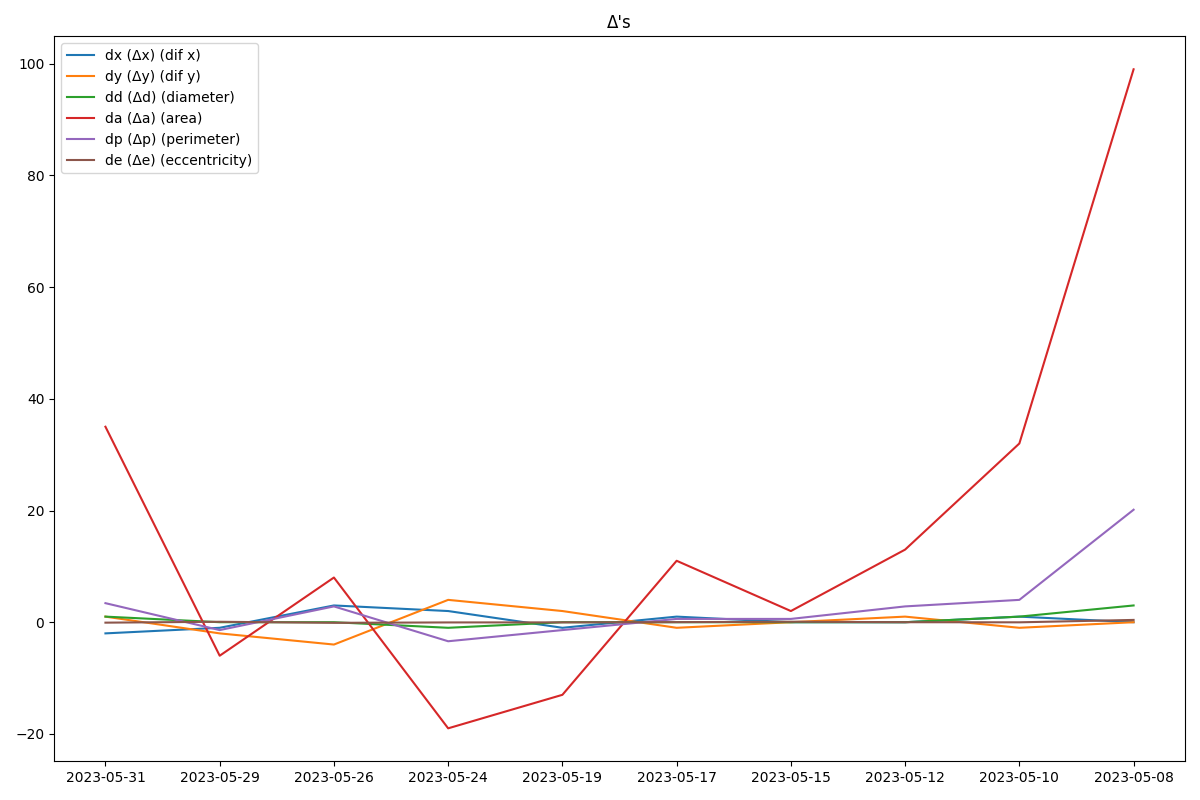 Δ's
dx (Δx) (dif x)
dy (Δy) (dif y)
dd (Δd) (diameter)
da (Δa) (area)
dp (Δp) (perimeter)
de (Δe) (eccentricity)
100
80
60
40
20
0
−20
2023-05-31 2023-05-29 2023-05-26 2023-05-24 2023-05-19 2023-05-17 2023-05-15 2023-05-12 2023-05-10 2023-05-08